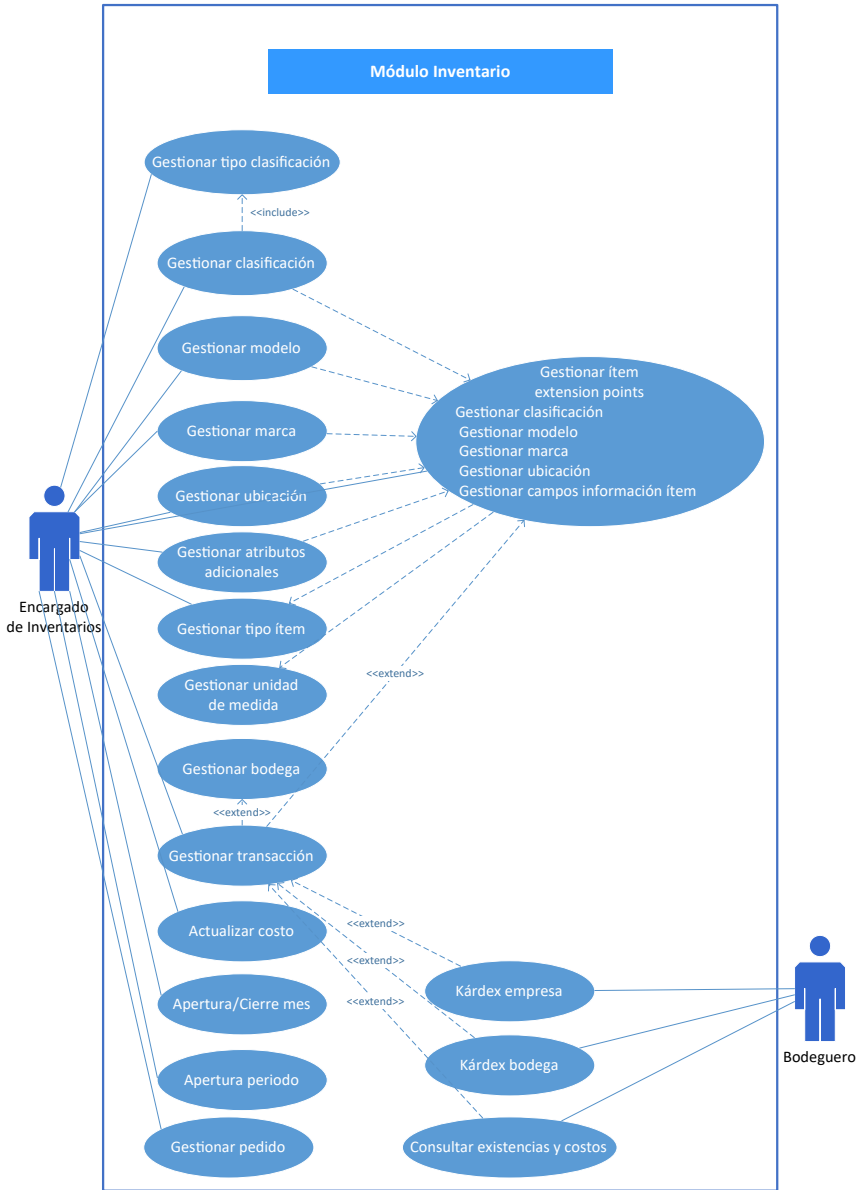 Módulo Inventario
Gestionar tipo clasificación
<<include>>
Gestionar clasificación
Gestionar modelo
Gestionar ítem
extension points
Gestionar clasificación
Gestionar modelo
Gestionar marca
Gestionar ubicación
Gestionar campos información ítem
Gestionar marca
Gestionar ubicación
Gestionar atributos
adicionales
Encargado
de Inventarios
Gestionar tipo ítem
Gestionar unidad
de medida
<<extend>>
Gestionar bodega
<<extend>>
Gestionar transacción
Actualizar costo
<<extend>>
<<extend>>
<<extend>>
Apertura/Cierre mes
Kárdex empresa
Bodeguero
Kárdex bodega
Apertura periodo
Gestionar pedido
Consultar existencias y costos